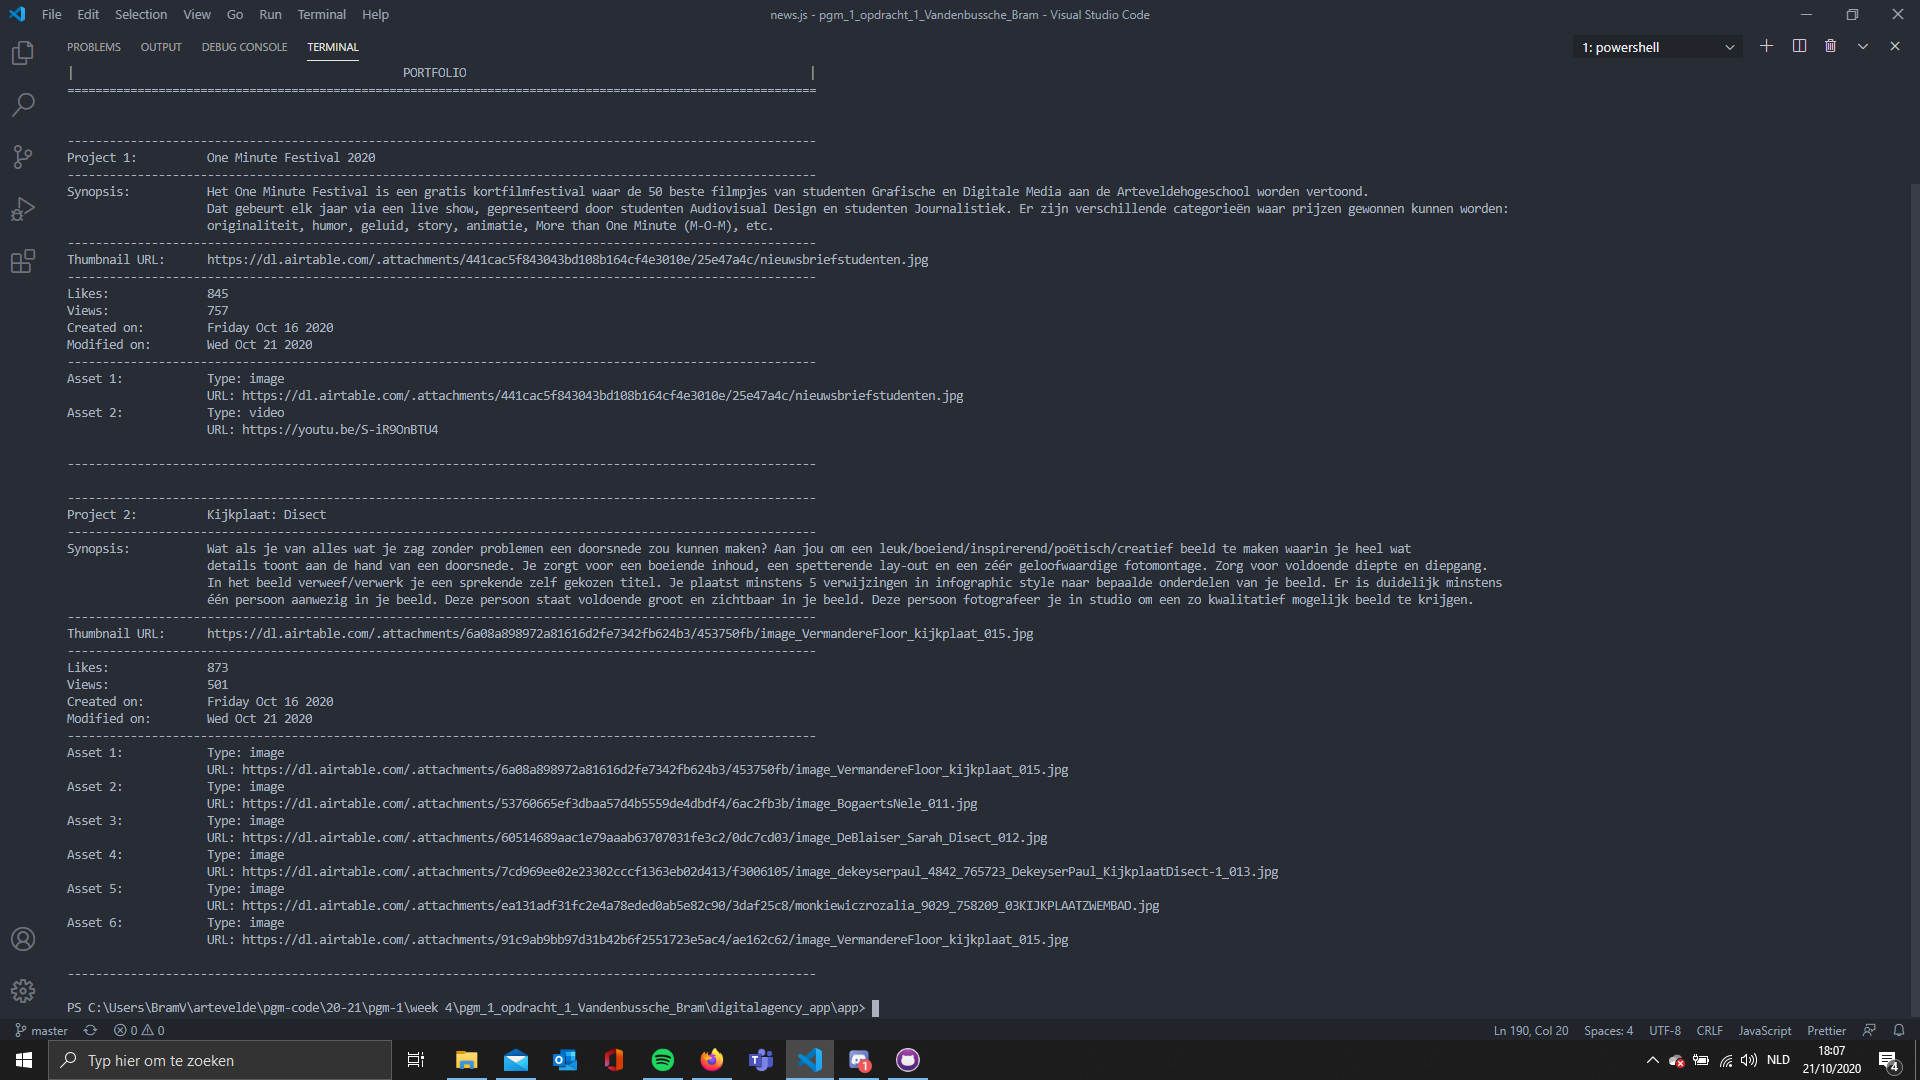 File Edit Selection View Go Run Terminal Help news.js - pgm_1_opdracht_1_Vandenbussche_Bram - Visual Studio Code
PROBLEMS OUTPUT DEBUG CONSOLE TERMINAL 1: powershell
| PORTFOLIO |
===========================================================================================================
-----------------------------------------------------------------------------------------------------------
Project 1: One Minute Festival 2020
-----------------------------------------------------------------------------------------------------------
Synopsis: Het One Minute Festival is een gratis kortfilmfestival waar de 50 beste filmpjes van studenten Grafische en Digitale Media aan de Arteveldehogeschool worden vertoond.
Dat gebeurt elk jaar via een live show, gepresenteerd door studenten Audiovisual Design en studenten Journalistiek. Er zijn verschillende categorieën waar prijzen gewonnen kunnen worden:
originaliteit, humor, geluid, story, animatie, More than One Minute (M-O-M), etc.
-----------------------------------------------------------------------------------------------------------
Thumbnail URL: https://dl.airtable.com/.attachments/441cac5f843043bd108b164cf4e3010e/25e47a4c/nieuwsbriefstudenten.jpg
-----------------------------------------------------------------------------------------------------------
Likes: 845
Views: 757
Created on: Friday Oct 16 2020
Modified on: Wed Oct 21 2020
-----------------------------------------------------------------------------------------------------------
Asset 1: Type: image
URL: https://dl.airtable.com/.attachments/441cac5f843043bd108b164cf4e3010e/25e47a4c/nieuwsbriefstudenten.jpg
Asset 2: Type: video
URL: https://youtu.be/S-iR9OnBTU4
-----------------------------------------------------------------------------------------------------------
-----------------------------------------------------------------------------------------------------------
Project 2: Kijkplaat: Disect
-----------------------------------------------------------------------------------------------------------
Synopsis: Wat als je van alles wat je zag zonder problemen een doorsnede zou kunnen maken? Aan jou om een leuk/boeiend/inspirerend/poëtisch/creatief beeld te maken waarin je heel wat
details toont aan de hand van een doorsnede. Je zorgt voor een boeiende inhoud, een spetterende lay-out en een zéér geloofwaardige fotomontage. Zorg voor voldoende diepte en diepgang.
In het beeld verweef/verwerk je een sprekende zelf gekozen titel. Je plaatst minstens 5 verwijzingen in infographic style naar bepaalde onderdelen van je beeld. Er is duidelijk minstens
één persoon aanwezig in je beeld. Deze persoon staat voldoende groot en zichtbaar in je beeld. Deze persoon fotografeer je in studio om een zo kwalitatief mogelijk beeld te krijgen.
-----------------------------------------------------------------------------------------------------------
Thumbnail URL: https://dl.airtable.com/.attachments/6a08a898972a81616d2fe7342fb624b3/453750fb/image_VermandereFloor_kijkplaat_015.jpg
-----------------------------------------------------------------------------------------------------------
Likes: 873
Views: 501
Created on: Friday Oct 16 2020
Modified on: Wed Oct 21 2020
-----------------------------------------------------------------------------------------------------------
Asset 1: Type: image
URL: https://dl.airtable.com/.attachments/6a08a898972a81616d2fe7342fb624b3/453750fb/image_VermandereFloor_kijkplaat_015.jpg
Asset 2: Type: image
URL: https://dl.airtable.com/.attachments/53760665ef3dbaa57d4b5559de4dbdf4/6ac2fb3b/image_BogaertsNele_011.jpg
Asset 3: Type: image
URL: https://dl.airtable.com/.attachments/60514689aac1e79aaab63707031fe3c2/0dc7cd03/image_DeBlaiser_Sarah_Disect_012.jpg
Asset 4: Type: image
URL: https://dl.airtable.com/.attachments/7cd969ee02e23302cccf1363eb02d413/f3006105/image_dekeyserpaul_4842_765723_DekeyserPaul_KijkplaatDisect-1_013.jpg
Asset 5: Type: image
URL: https://dl.airtable.com/.attachments/ea131adf31fc2e4a78eded0ab5e82c90/3daf25c8/monkiewiczrozalia_9029_758209_03KIJKPLAATZWEMBAD.jpg
Asset 6: Type: image
URL: https://dl.airtable.com/.attachments/91c9ab9bb97d31b42b6f2551723e5ac4/ae162c62/image_VermandereFloor_kijkplaat_015.jpg
-----------------------------------------------------------------------------------------------------------
PS C:\Users\BramV\artevelde\pgm-code\20-21\pgm-1\week 4\pgm_1_opdracht_1_Vandenbussche_Bram\digitalagency_app\app>
master 0 0 Ln 190, Col 20 Spaces: 4 UTF-8 CRLF JavaScript Prettier
Typ hier om te zoeken 1 NLD 18:07 4
21/10/2020